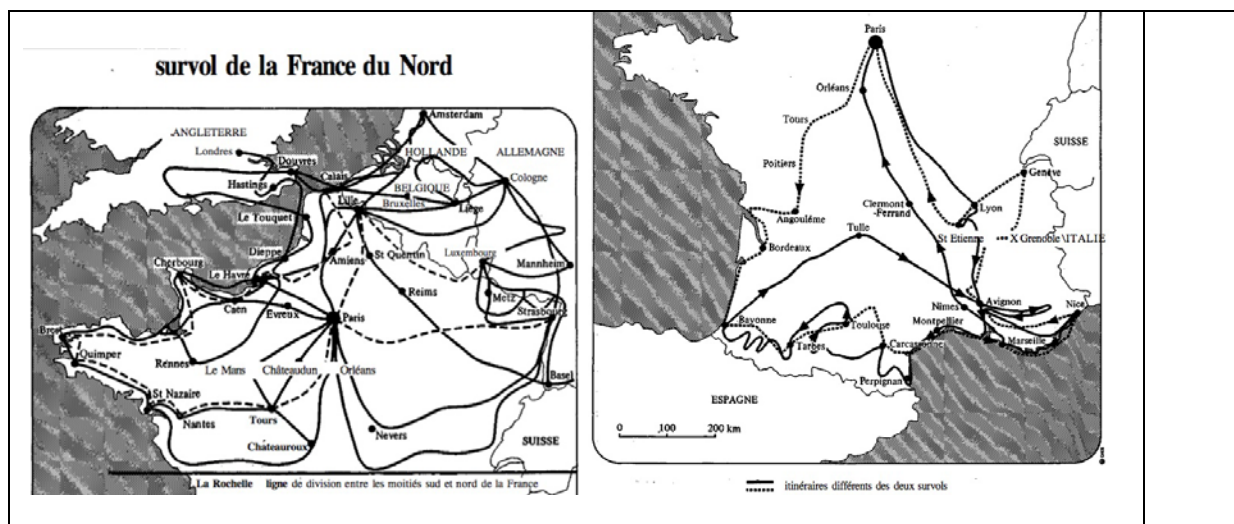 survol de la France du Nord
Amsterdam
ANGLETERRE
Londres
HOLLANDE
ALLEMAGNE
Douvres
Calais
Cologne
Hastings
BELGIQUE
Lille
Bruxelles
Liège
Le Touquet
Dieppe
Luxembourg
Cherbourg
Amiens
St Quentin
Mannheim
Le Havre
Reims
Metz
Caen
Evreux
Paris
Strasbourg
Brest
Quimper
Rennes
Le Mans
Châteaudun
Orléans
Basel
St Nazaire
Nantes
Tours
Nevers
Châteauroux
SUISSE
La Rochelle ligne de division entre les moitiés sud et nord de la France
Paris
Orléans
Tours
SUISSE
Poitiers
Genève
Clermont
-Ferrand
Lyon
Angoulême
Tulle
St Etienne
X Grenoble
ITALIE
Bordeaux
Avignon
Nice
Nîmes
Bayonne
Toulouse
Montpellier
Tarbes
Carcassonne
Marseille
Perpignan
ESPAGNE
0 100 200 km
itinéraires différents des deux survols